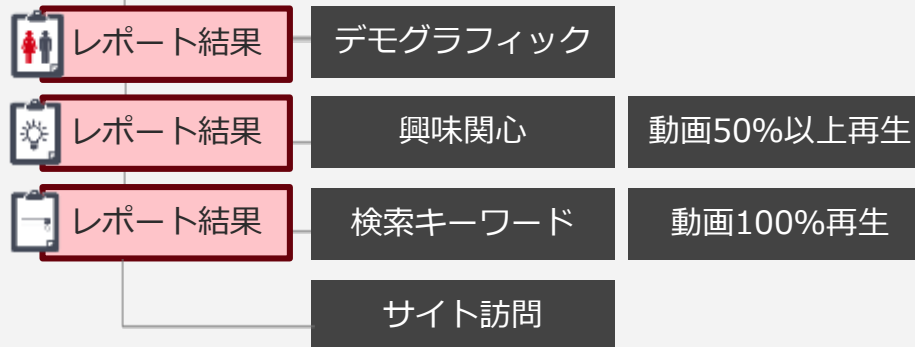 レポート結果 デモグラフィック
レポート結果 興味関心 動画50%以上再生
レポート結果 検索キーワード 動画100%再生
サイト訪問